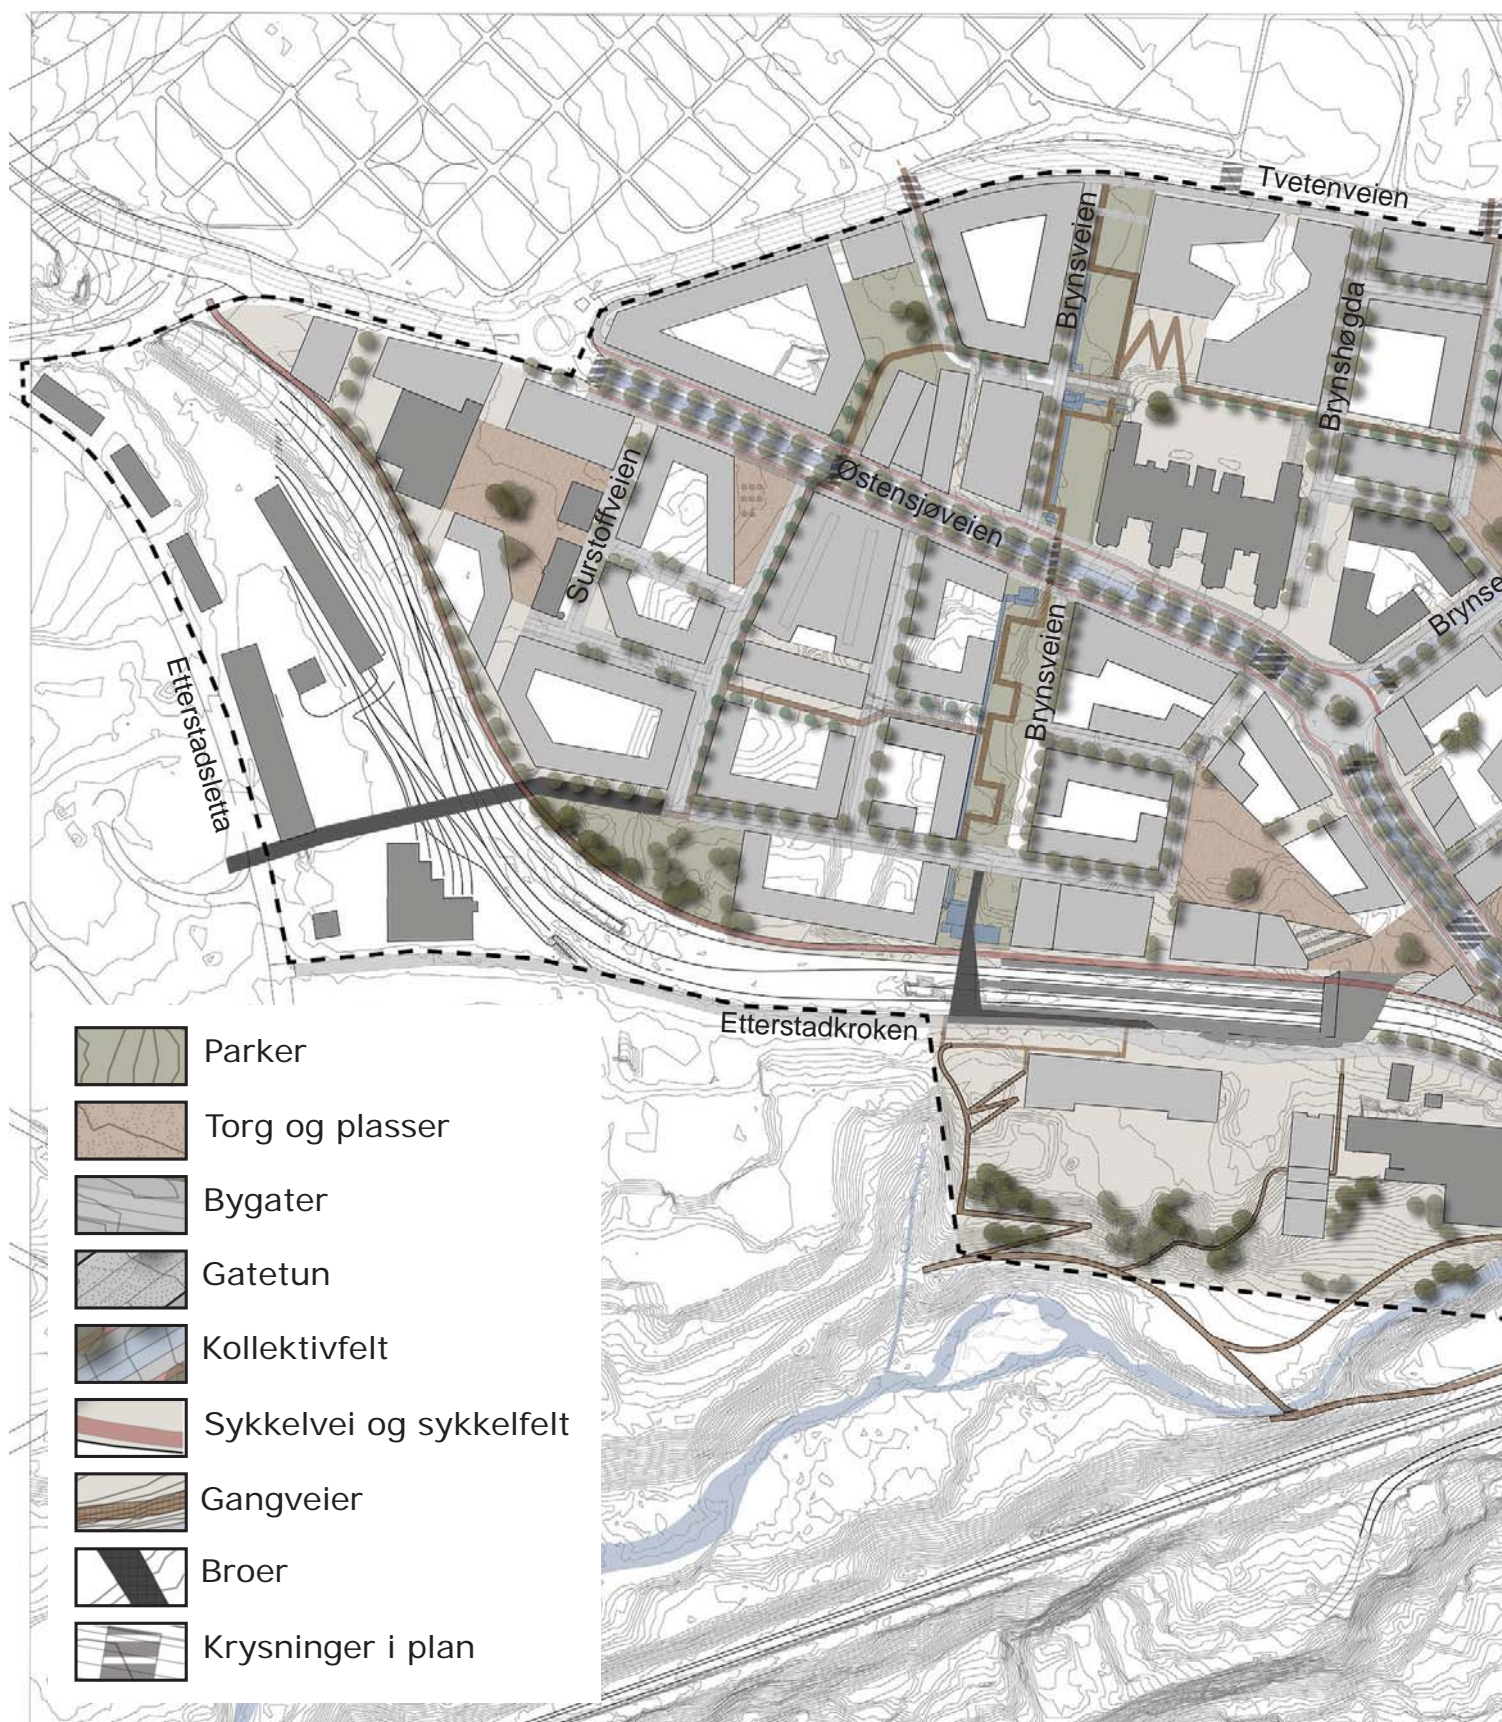 Tvetenveien
Brynsveien
Brynshøgda
Østensjøveien
Surstoffveien
Brynse
Brynsveien
Etterstadsletta
Etterstadkroken
Parker
Torg og plasser
Bygater
Gatetun
Kollektivfelt
Sykkelvei og sykkelfelt
Gangveier
Broer
Krysninger i plan